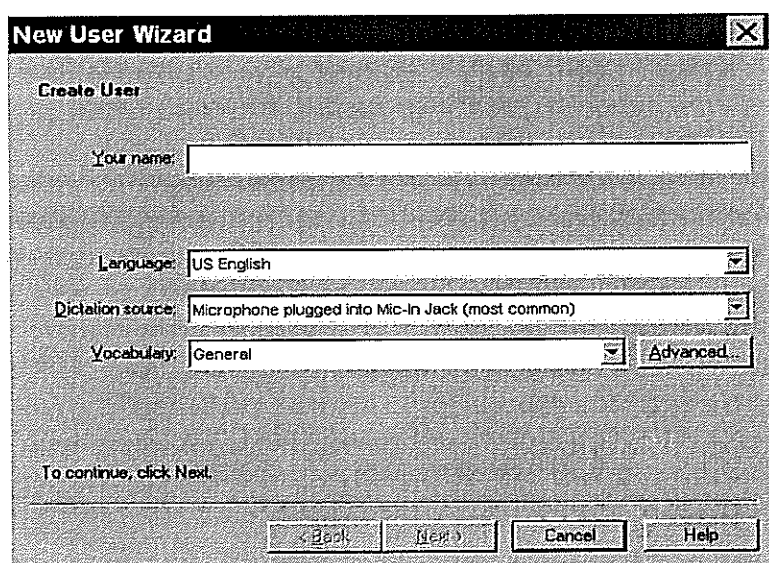 New User Wizard
Create User
Your name:
Language: US English
Dictation source: Microphone plugged into Mic-In Jack (most common)
Vocabulary: General Advanced...
To continue, click Next.
< Back Next > Cancel Help